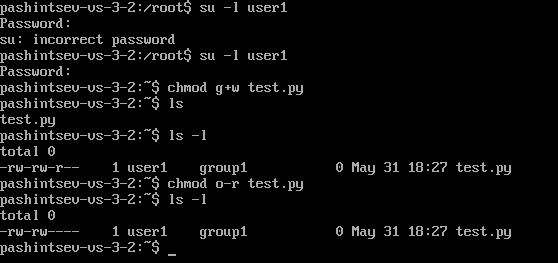 pashintsev-vs-3-2:/root$ su -l user1
Password:
su: incorrect password
pashintsev-vs-3-2:/root$ su -l user1
Password:
pashintsev-vs-3-2:~$ chmod g+w test.py
pashintsev-vs-3-2:~$ ls
test.py
pashintsev-vs-3-2:~$ ls -l
total 0
-rw-rw-r-- 1 user1 group1 0 May 31 18:27 test.py
pashintsev-vs-3-2:~$ chmod o-r test.py
pashintsev-vs-3-2:~$ ls -l
total 0
-rw-rw---- 1 user1 group1 0 May 31 18:27 test.py
pashintsev-vs-3-2:~$ _